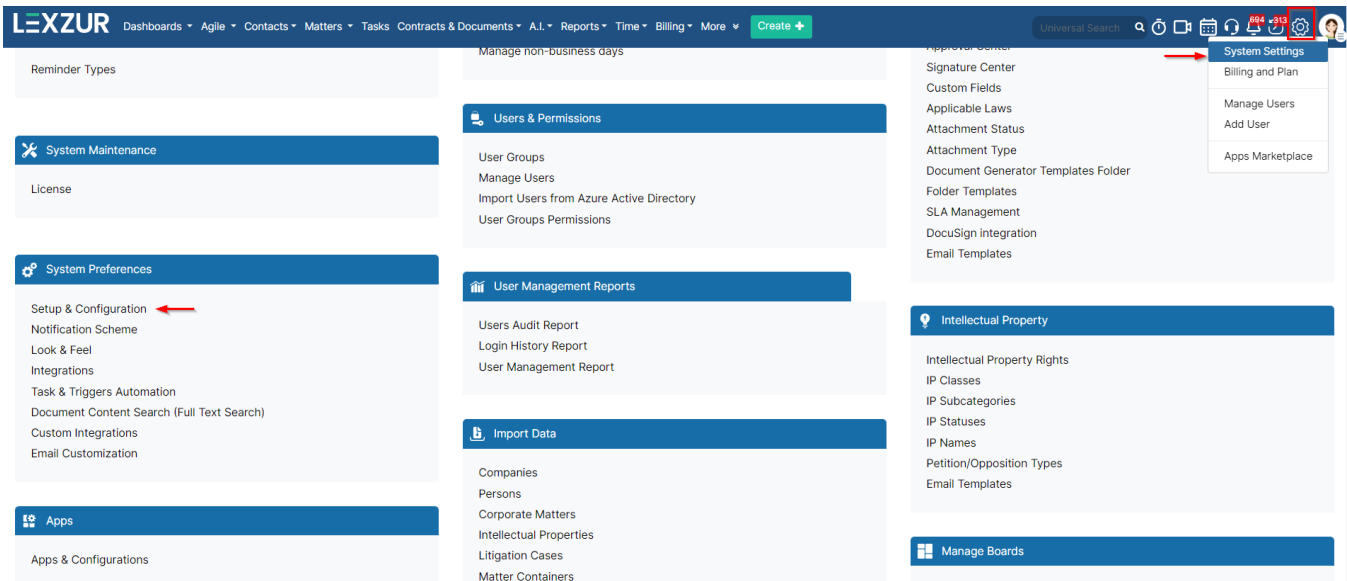 LEXZUR Dashboards Agile Contacts Matters Tasks Contracts & Documents A.I. Reports Time Billing More Create + Universal Search 694 313
System Settings
Billing and Plan
Manage Users
Add User
Apps Marketplace
Reminder Types
System Maintenance
License
System Preferences
Setup & Configuration
Notification Scheme
Look & Feel
Integrations
Task & Triggers Automation
Document Content Search (Full Text Search)
Custom Integrations
Email Customization
Apps
Apps & Configurations
Manage non-business days
Users & Permissions
User Groups
Manage Users
Import Users from Azure Active Directory
User Groups Permissions
User Management Reports
Users Audit Report
Login History Report
User Management Report
Import Data
Companies
Persons
Corporate Matters
Intellectual Properties
Litigation Cases
Matter Containers
Approval Center
Signature Center
Custom Fields
Applicable Laws
Attachment Status
Attachment Type
Document Generator Templates Folder
Folder Templates
SLA Management
DocuSign integration
Email Templates
Intellectual Property
Intellectual Property Rights
IP Classes
IP Subcategories
IP Statuses
IP Names
Petition/Opposition Types
Email Templates
Manage Boards